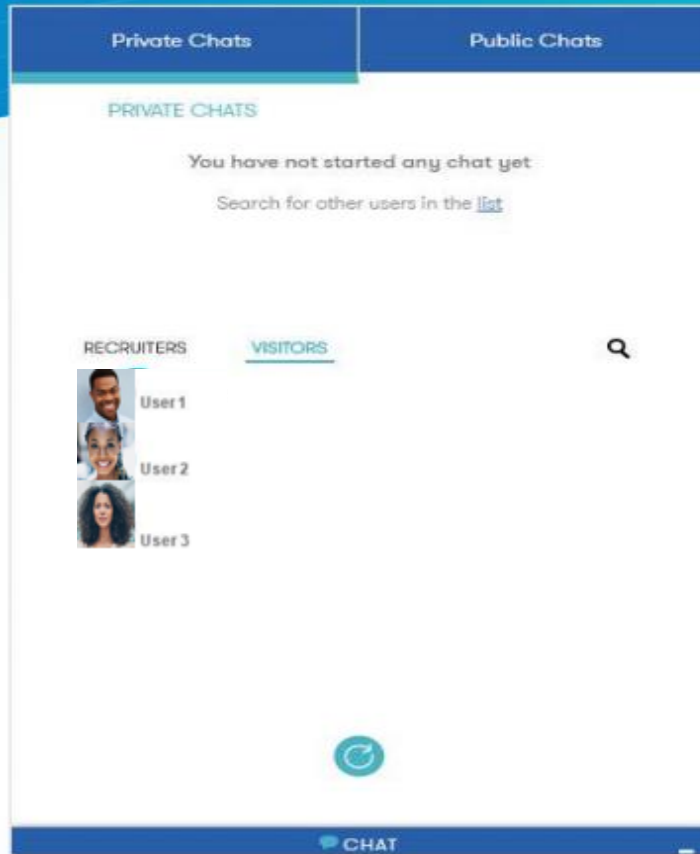 Private Chats
Public Chats
PRIVATE CHATS
You have not started any chat yet
Search for other users in the list
RECRUITERS
VISITORS
User 1
User 2
User 3
CHAT